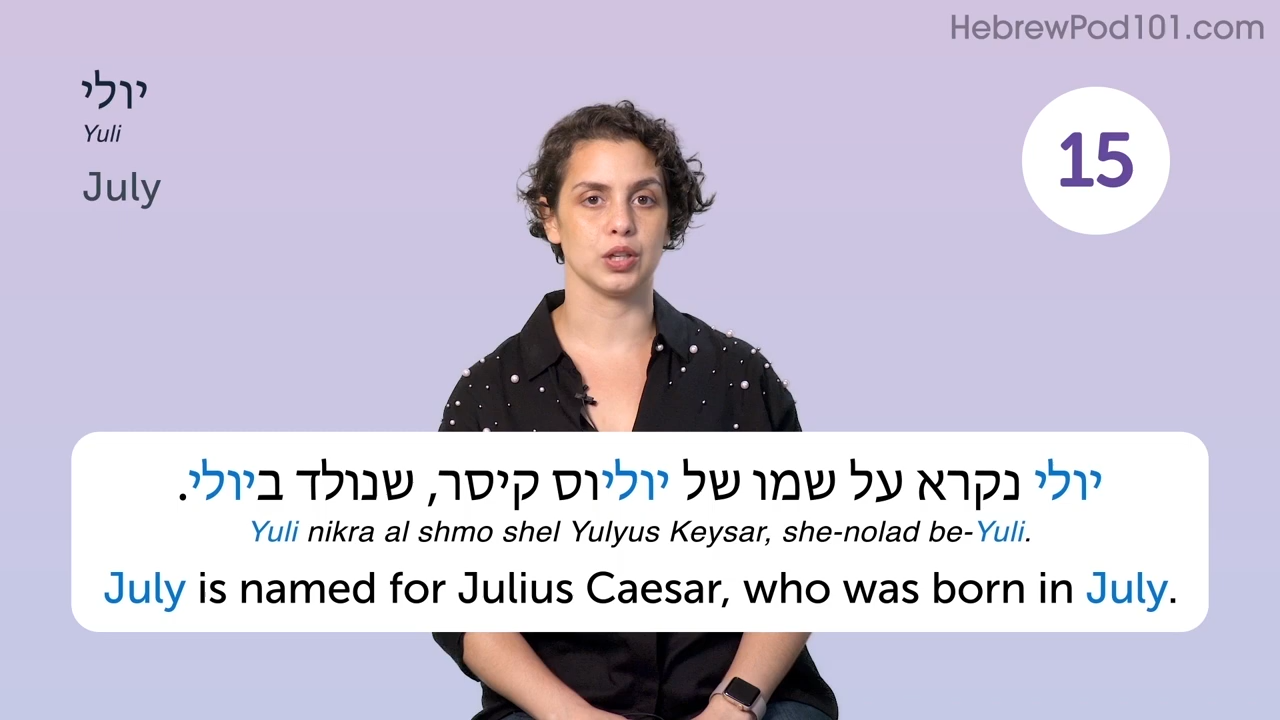 HebrewPod101.com
יולי
Yuli
July
15
יולי נקרא על שמו של יוליוס קיסר, שנולד ביולי.
Yuli nikra al shmo shel Yulyus Keysar, she-nolad be-Yuli.
July is named for Julius Caesar, who was born in July.